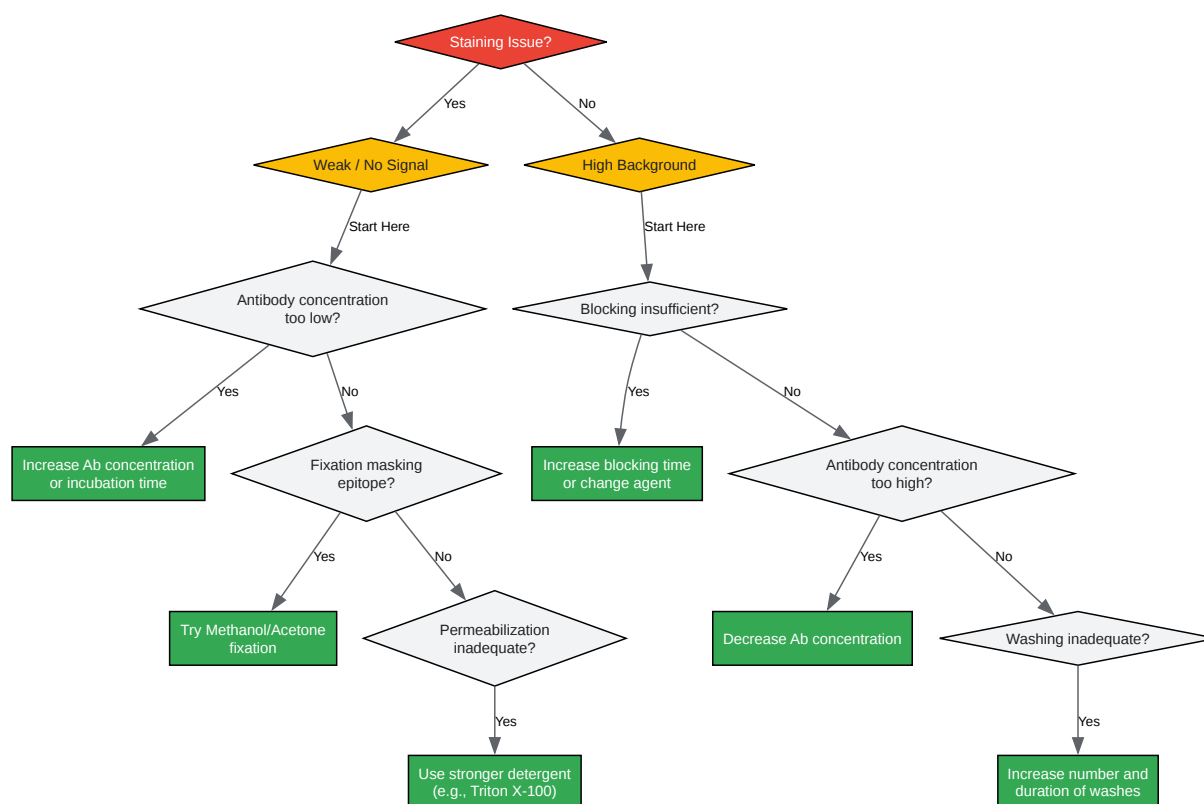 Staining Issue?
Yes
No
Weak / No Signal
High Background
Start Here
Start Here
Antibody concentration
too low?
Blocking insufficient?
Yes
No
Yes
No
Increase Ab concentration
or incubation time
Fixation masking
epitope?
Increase blocking time
or change agent
Antibody concentration
too high?
Yes
No
Yes
No
Try Methanol/Acetone
fixation
Permeabilization
inadequate?
Decrease Ab concentration
Washing inadequate?
Yes
Yes
Use stronger detergent
(e.g., Triton X-100)
Increase number and
duration of washes